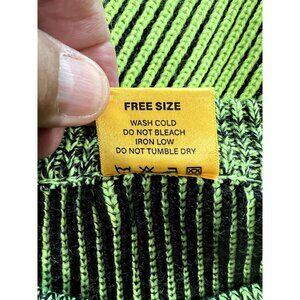 FREE SIZE
WASH COLD
DO NOT BLEACH
IRON LOW
DO NOT TUMBLE DRY